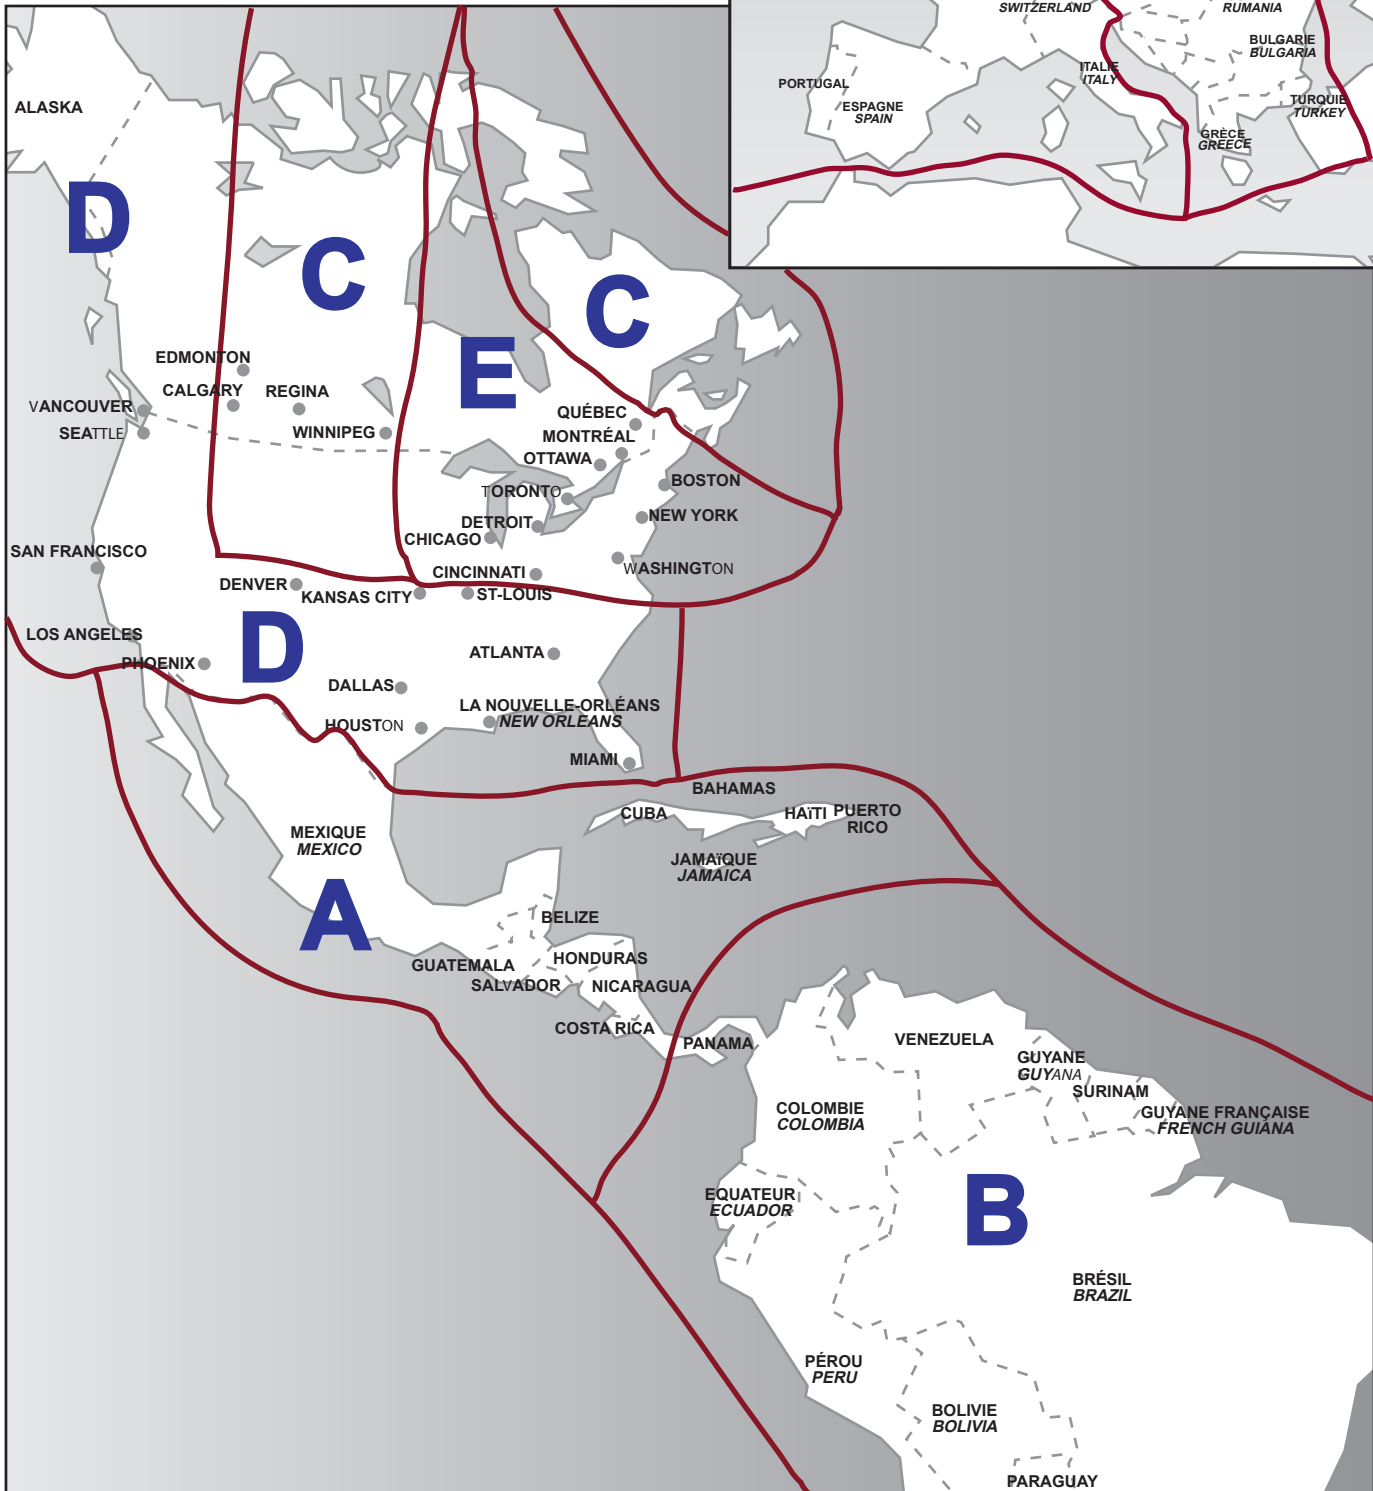 SWITZERLAND
RUMANIA
BULGARIE
BULGARIA
ITALIE
ITALY
PORTUGAL
ESPAGNE
SPAIN
TURQUIE
TURKEY
GRÈCE
GREECE
ALASKA
D
C
C
E
EDMONTON
CALGARY
REGINA
VANCOUVER
SEATTLE
WINNIPEG
QUÉBEC
MONTRÉAL
OTTAWA
TORONTO
BOSTON
DETROIT
NEW YORK
CHICAGO
SAN FRANCISCO
CINCINNATI
WASHINGTON
DENVER
KANSAS CITY
ST-LOUIS
LOS ANGELES
D
PHOENIX
ATLANTA
DALLAS
LA NOUVELLE-ORLÉANS
NEW ORLEANS
HOUSTON
MIAMI
BAHAMAS
CUBA
HAïTI
PUERTO
RICO
MEXIQUE
MEXICO
JAMAïQUE
JAMAICA
A
BELIZE
GUATEMALA
HONDURAS
SALVADOR
NICARAGUA
COSTA RICA
PANAMA
VENEZUELA
GUYANE
GUYANA
SURINAM
COLOMBIE
COLOMBIA
GUYANE FRANÇAISE
FRENCH GUIANA
EQUATEUR
ECUADOR
B
BRÉSIL
BRAZIL
PÉROU
PERU
BOLIVIE
BOLIVIA
PARAGUAY